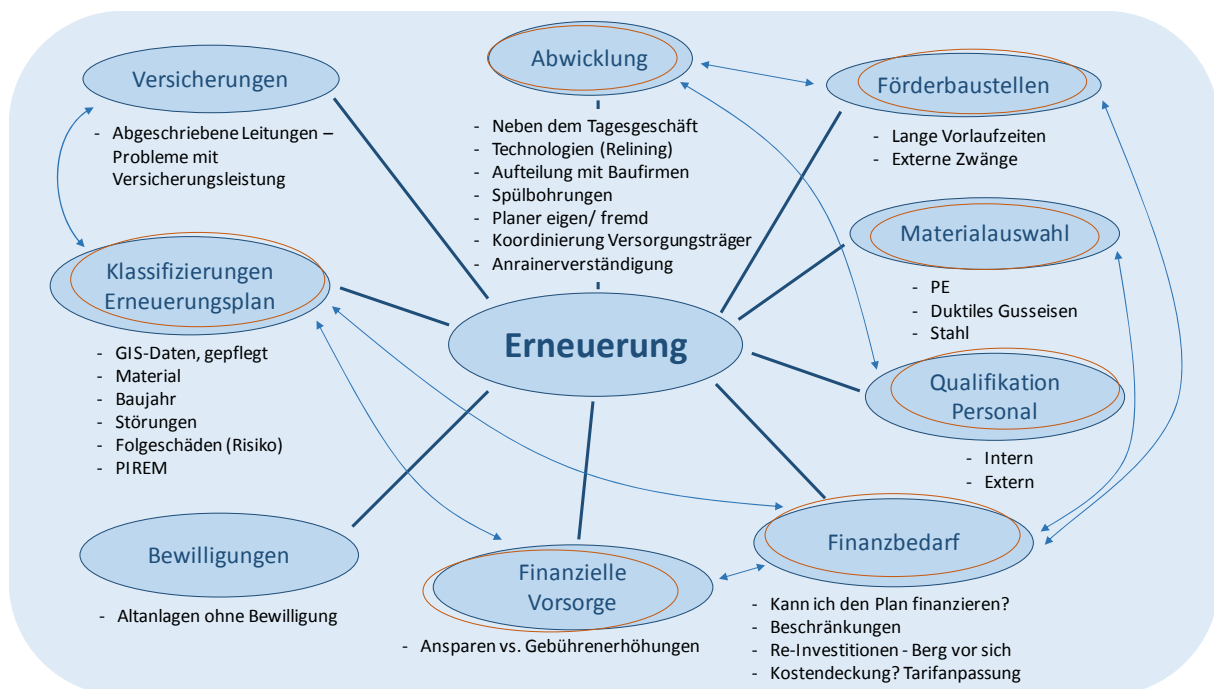 Versicherungen
- Abgeschriebene Leitungen –
Probleme mit
Versicherungsleistung
Abwicklung
- Neben dem Tagesgeschäft
- Technologien (Relining)
- Aufteilung mit Baufirmen
- Spülbohrungen
- Planer eigen/ fremd
- Koordinierung Versorgungsträger
- Anrainerverständigung
Förderbaustellen
- Lange Vorlaufzeiten
- Externe Zwänge
Klassifizierungen
Erneuerungsplan
- GIS-Daten, gepflegt
- Material
- Baujahr
- Störungen
- Folgeschäden (Risiko)
- PIREM
Erneuerung
Materialauswahl
- PE
- Duktiles Gusseisen
- Stahl
Qualifikation
Personal
- Intern
- Extern
Bewilligungen
- Altanlagen ohne Bewilligung
Finanzielle
Vorsorge
- Ansparen vs. Gebührenerhöhungen
Finanzbedarf
- Kann ich den Plan finanzieren?
- Beschränkungen
- Re-Investitionen - Berg vor sich
- Kostendeckung? Tarifanpassung